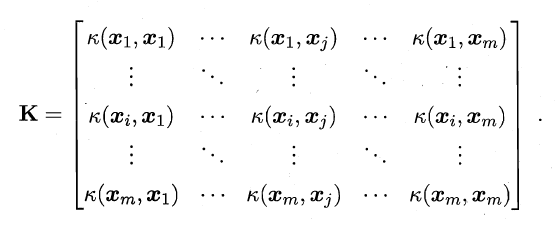 κ(x₁, x₁) ⋯ κ(x₁, xⱼ) ⋯ κ(x₁, xₘ)
⋮ ⋱ ⋮ ⋱ ⋮
K = κ(xᵢ, x₁) ⋯ κ(xᵢ, xⱼ) ⋯ κ(xᵢ, xₘ) .
⋮ ⋱ ⋮ ⋱ ⋮
κ(xₘ, x₁) ⋯ κ(xₘ, xⱼ) ⋯ κ(xₘ, xₘ)